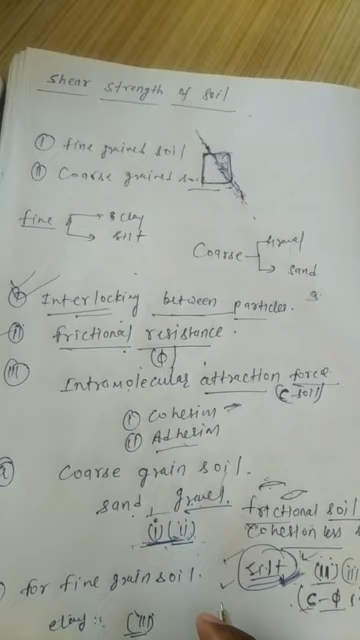 Shear strength of soil
(i) fine grained soil
(ii) Coarse grained soil
fine → clay
→ silt
Coarse → Gravel
→ sand
(i) Interlocking between particles.
(ii) frictional resistance.
(ϕ)
(iii) Intramolecular attraction force
(C-soil)
(i) Cohesion
(ii) Adhesion
Coarse grain soil.
sand gravel
(i) (ii)
frictional soil
Cohesion less
silt (ii) (iii)
(C-ϕ
for fine grain soil.
clay:- (iii)